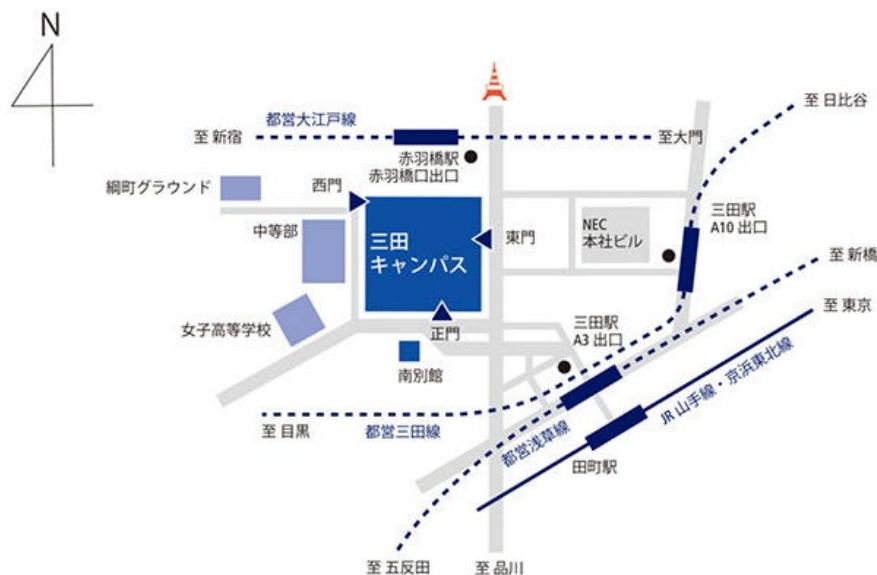 N
至 日比谷
都営大江戸線
至 新宿
至大門
赤羽橋駅
赤羽橋口出口
綱町グラウンド
西門
中等部
三田
キャンパス
東門
NEC
本社ビル
三田駅
A10 出口
至 新橋
至 東京
女子高等学校
正門
三田駅
A3 出口
南別館
JR 山手線・京浜東北線
至 目黒
都営三田線
都営浅草線
田町駅
至 五反田
至 品川